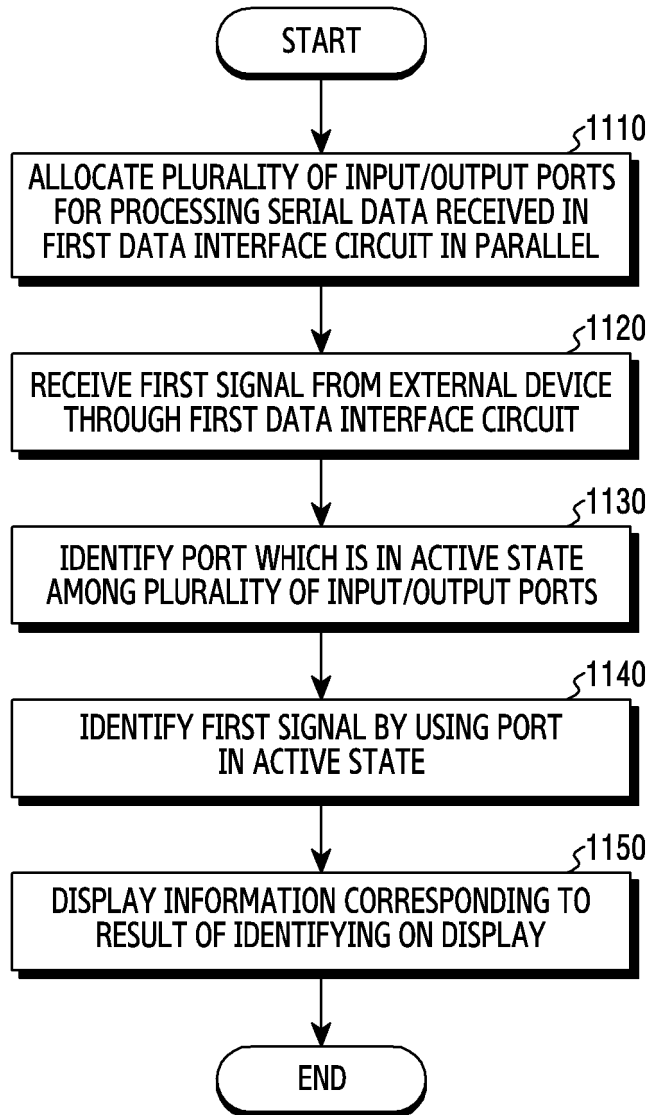 START
1110
ALLOCATE PLURALITY OF INPUT/OUTPUT PORTS
FOR PROCESSING SERIAL DATA RECEIVED IN
FIRST DATA INTERFACE CIRCUIT IN PARALLEL
1120
RECEIVE FIRST SIGNAL FROM EXTERNAL DEVICE
THROUGH FIRST DATA INTERFACE CIRCUIT
1130
IDENTIFY PORT WHICH IS IN ACTIVE STATE
AMONG PLURALITY OF INPUT/OUTPUT PORTS
1140
IDENTIFY FIRST SIGNAL BY USING PORT
IN ACTIVE STATE
1150
DISPLAY INFORMATION CORRESPONDING TO
RESULT OF IDENTIFYING ON DISPLAY
END